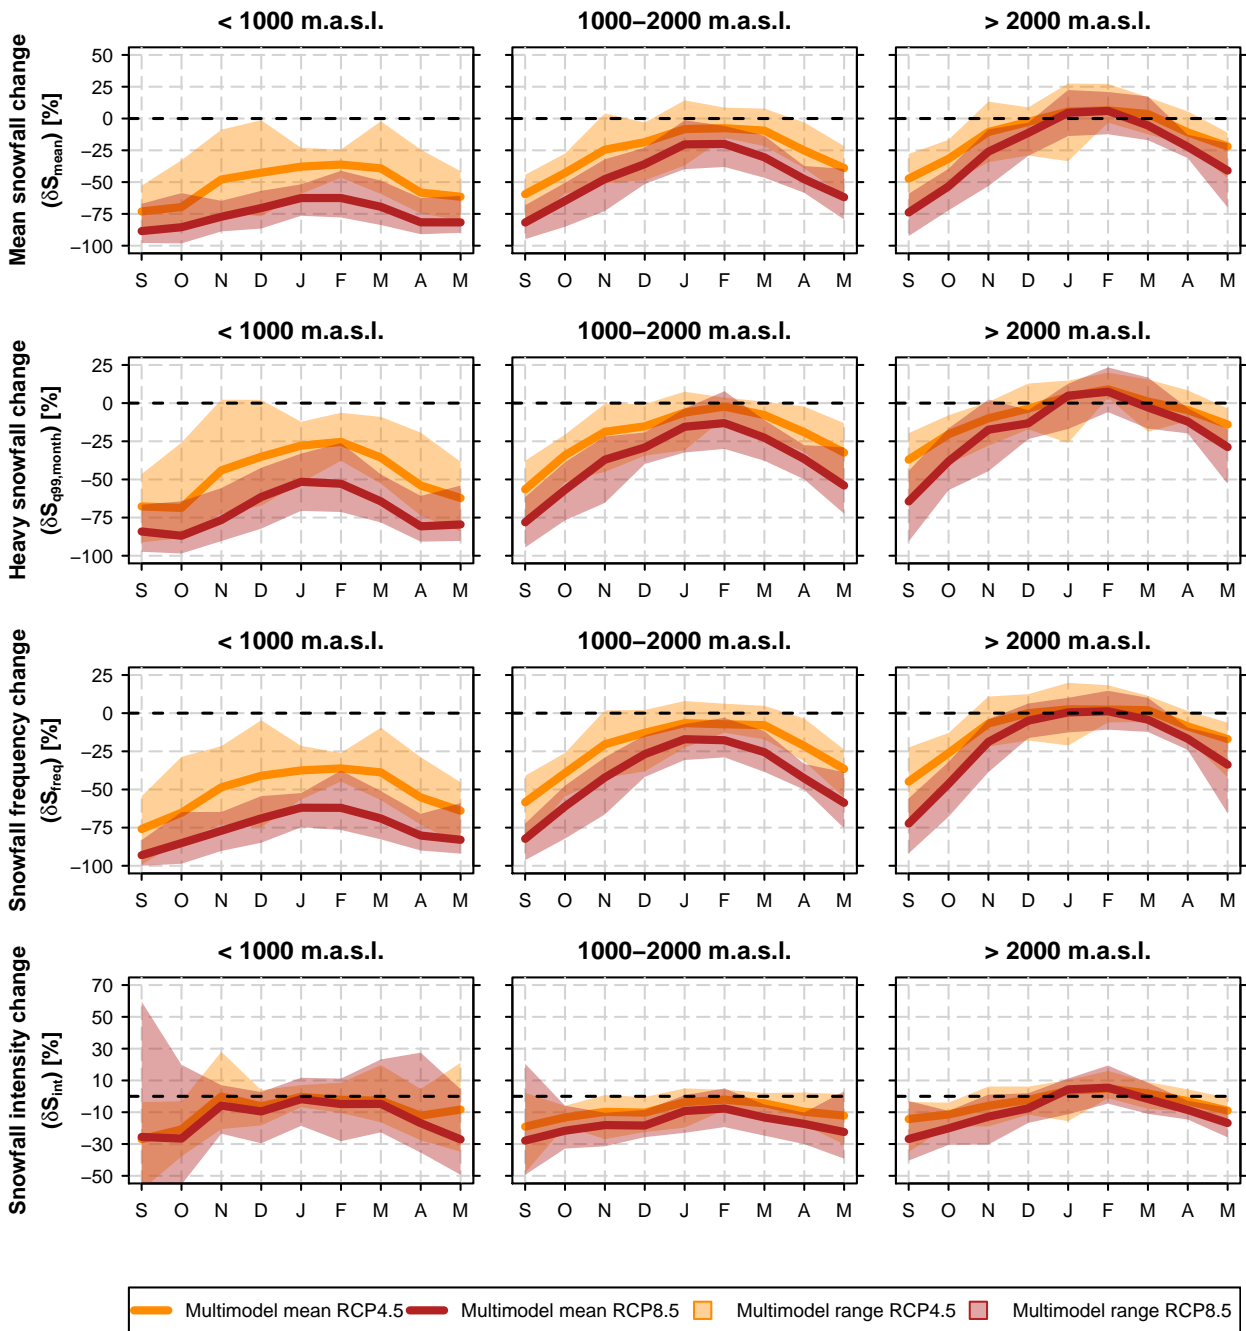 < 1000 m.a.s.l. 1000–2000 m.a.s.l. > 2000 m.a.s.l.
Mean snowfall change
(δSmean) [%]
50
25
0
−25
−50
−75
−100
S O N D J F M A M S O N D J F M A M S O N D J F M A M
< 1000 m.a.s.l. 1000–2000 m.a.s.l. > 2000 m.a.s.l.
Heavy snowfall change
(δSq99,month) [%]
25
0
−25
−50
−75
−100
S O N D J F M A M S O N D J F M A M S O N D J F M A M
< 1000 m.a.s.l. 1000–2000 m.a.s.l. > 2000 m.a.s.l.
Snowfall frequency change
(δSfreq) [%]
25
0
−25
−50
−75
−100
S O N D J F M A M S O N D J F M A M S O N D J F M A M
< 1000 m.a.s.l. 1000–2000 m.a.s.l. > 2000 m.a.s.l.
Snowfall intensity change
(δSint) [%]
70
50
30
10
−10
−30
−50
S O N D J F M A M S O N D J F M A M S O N D J F M A M
Multimodel mean RCP4.5 Multimodel mean RCP8.5 Multimodel range RCP4.5 Multimodel range RCP8.5